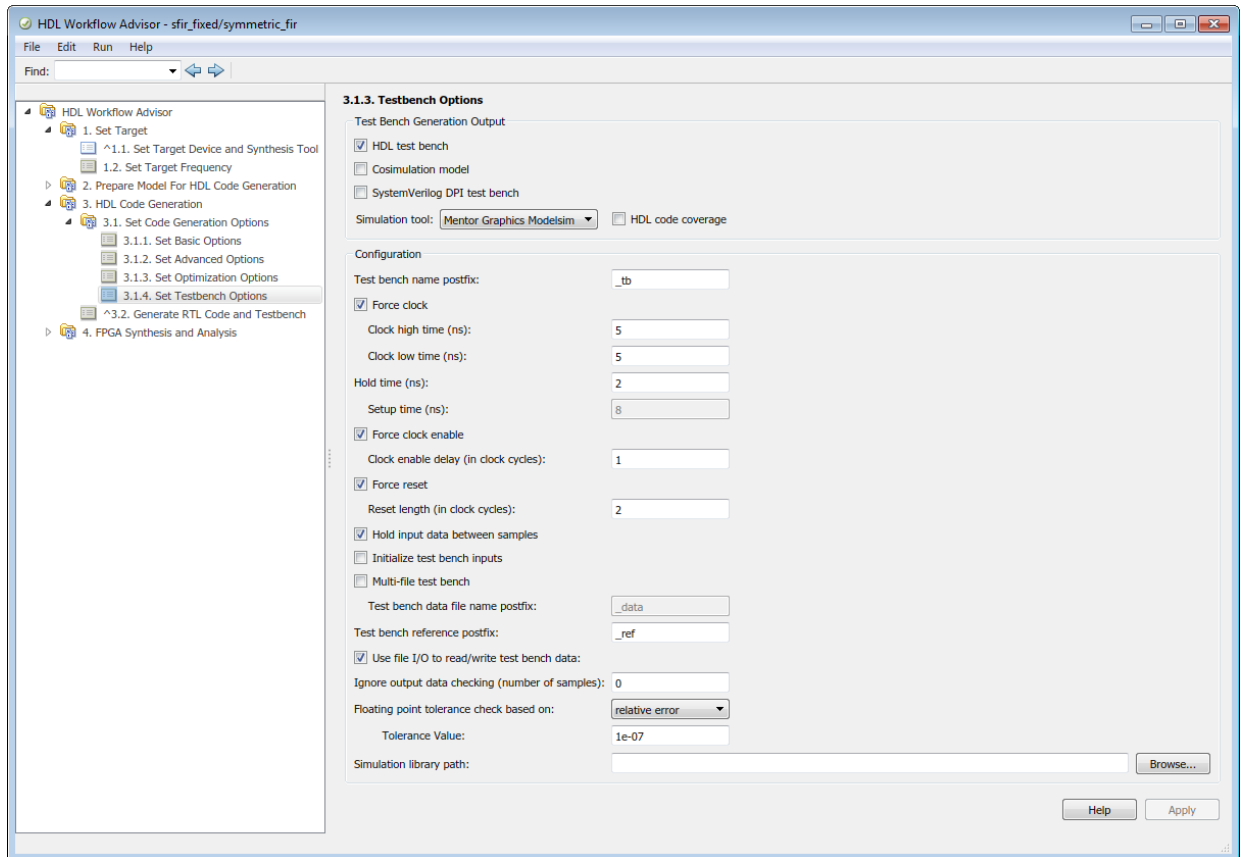 HDL Workflow Advisor - sfir_fixed/symmetric_fir
File Edit Run Help
Find:
HDL Workflow Advisor
1. Set Target
^1.1. Set Target Device and Synthesis Tool
1.2. Set Target Frequency
2. Prepare Model For HDL Code Generation
3. HDL Code Generation
3.1. Set Code Generation Options
3.1.1. Set Basic Options
3.1.2. Set Advanced Options
3.1.3. Set Optimization Options
3.1.4. Set Testbench Options
^3.2. Generate RTL Code and Testbench
4. FPGA Synthesis and Analysis
3.1.3. Testbench Options
Test Bench Generation Output
HDL test bench
Cosimulation model
SystemVerilog DPI test bench
Simulation tool: Mentor Graphics Modelsim HDL code coverage
Configuration
Test bench name postfix: _tb
Force clock
Clock high time (ns): 5
Clock low time (ns): 5
Hold time (ns): 2
Setup time (ns): 8
Force clock enable
Clock enable delay (in clock cycles): 1
Force reset
Reset length (in clock cycles): 2
Hold input data between samples
Initialize test bench inputs
Multi-file test bench
Test bench data file name postfix: _data
Test bench reference postfix: _ref
Use file I/O to read/write test bench data:
Ignore output data checking (number of samples): 0
Floating point tolerance check based on: relative error
Tolerance Value: 1e-07
Simulation library path: Browse...
Help Apply